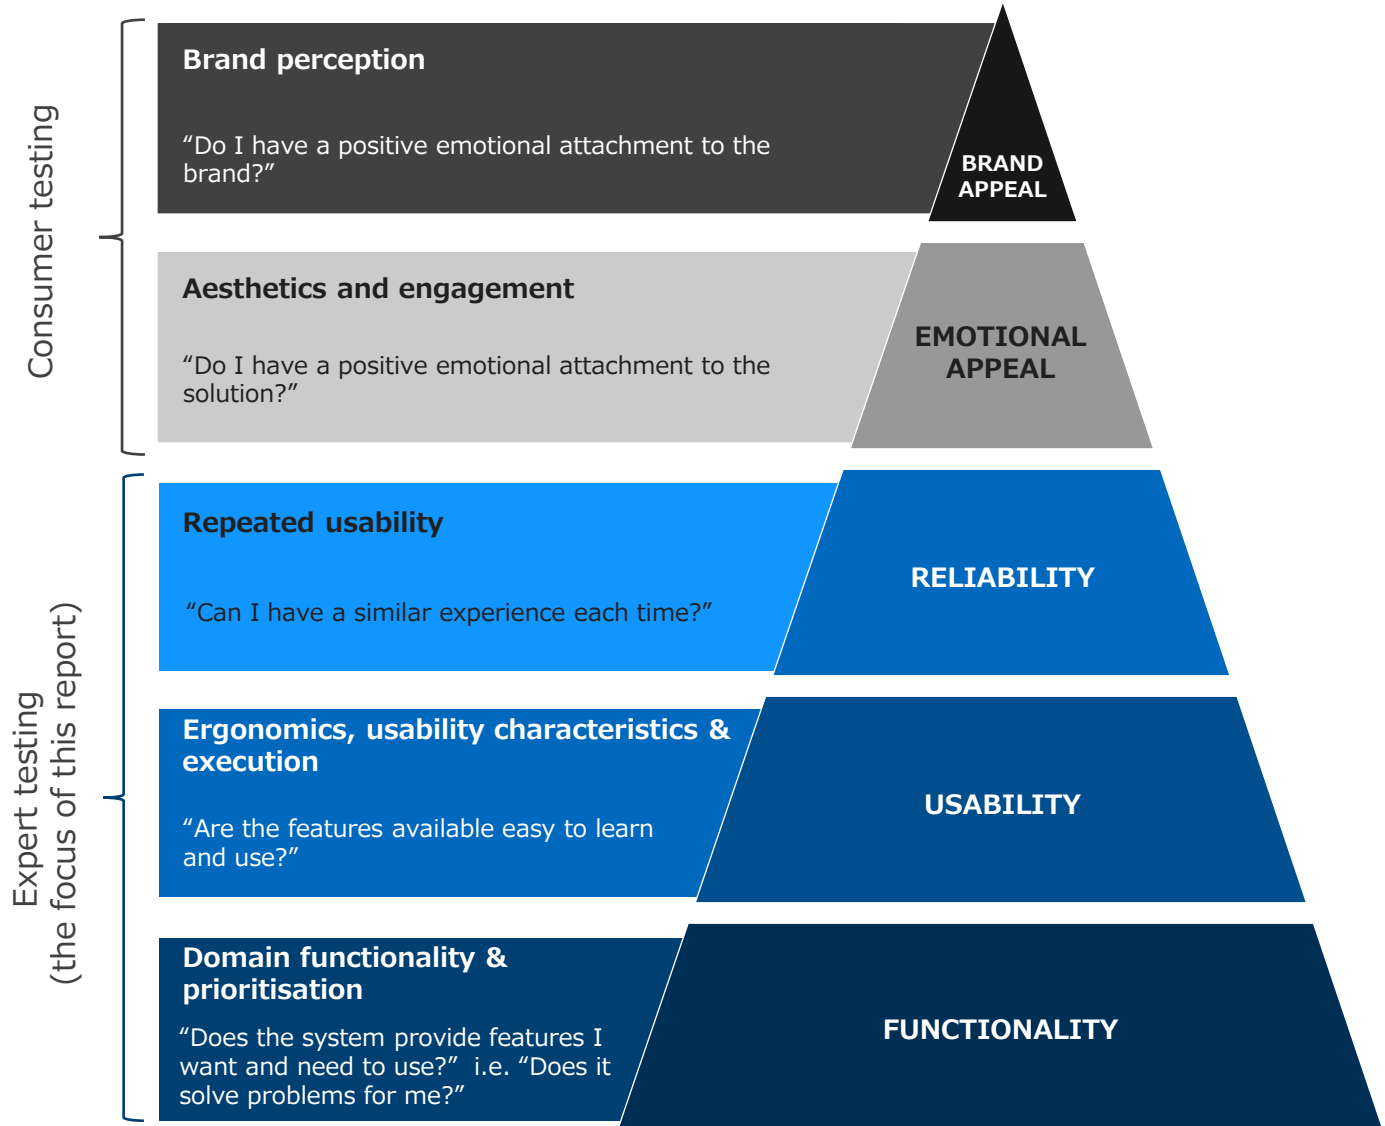 Consumer testing
Brand perception
“Do I have a positive emotional attachment to the
brand?”
BRAND
APPEAL
Aesthetics and engagement
“Do I have a positive emotional attachment to the
solution?”
EMOTIONAL
APPEAL
Expert testing
(the focus of this report)
Repeated usability
“Can I have a similar experience each time?”
RELIABILITY
Ergonomics, usability characteristics &
execution
“Are the features available easy to learn
and use?”
USABILITY
Domain functionality &
prioritisation
“Does the system provide features I
want and need to use?”  i.e. “Does it
solve problems for me?”
FUNCTIONALITY